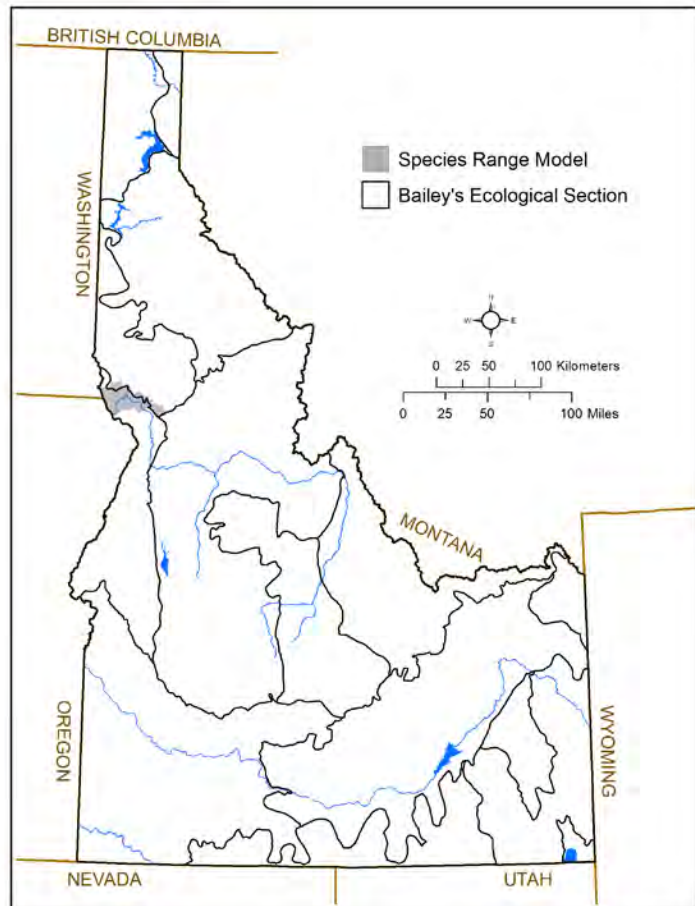 BRITISH COLUMBIA
WASHINGTON
Species Range Model
Bailey's Ecological Section
N
W
E
S
0 25 50 100 Kilometers
0 25 50 100 Miles
MONTANA
OREGON
WYOMING
NEVADA
UTAH